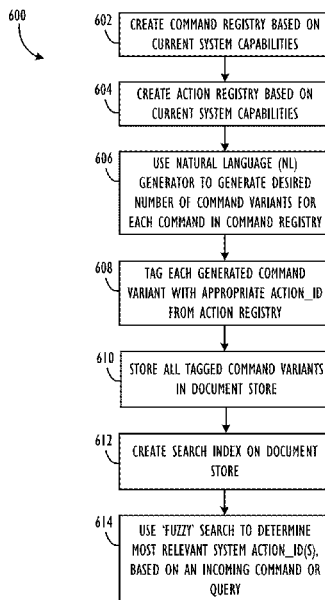 600
602
CREATE COMMAND REGISTRY BASED ON
CURRENT SYSTEM CAPABILITIES
604
CREATE ACTION REGISTRY BASED ON
CURRENT SYSTEM CAPABILITIES
606
USE NATURAL LANGUAGE (NL)
GENERATOR TO GENERATE DESIRED
NUMBER OF COMMAND VARIANTS FOR
EACH COMMAND IN COMMAND REGISTRY
608
TAG EACH GENERATED COMMAND
VARIANT WITH APPROPRIATE ACTION_ID
FROM ACTION REGISTRY
610
STORE ALL TAGGED COMMAND VARIANTS
IN DOCUMENT STORE
612
CREATE SEARCH INDEX ON DOCUMENT
STORE
614
USE 'FUZZY' SEARCH TO DETERMINE
MOST RELEVANT SYSTEM ACTION_ID(S),
BASED ON AN INCOMING COMMAND OR
QUERY